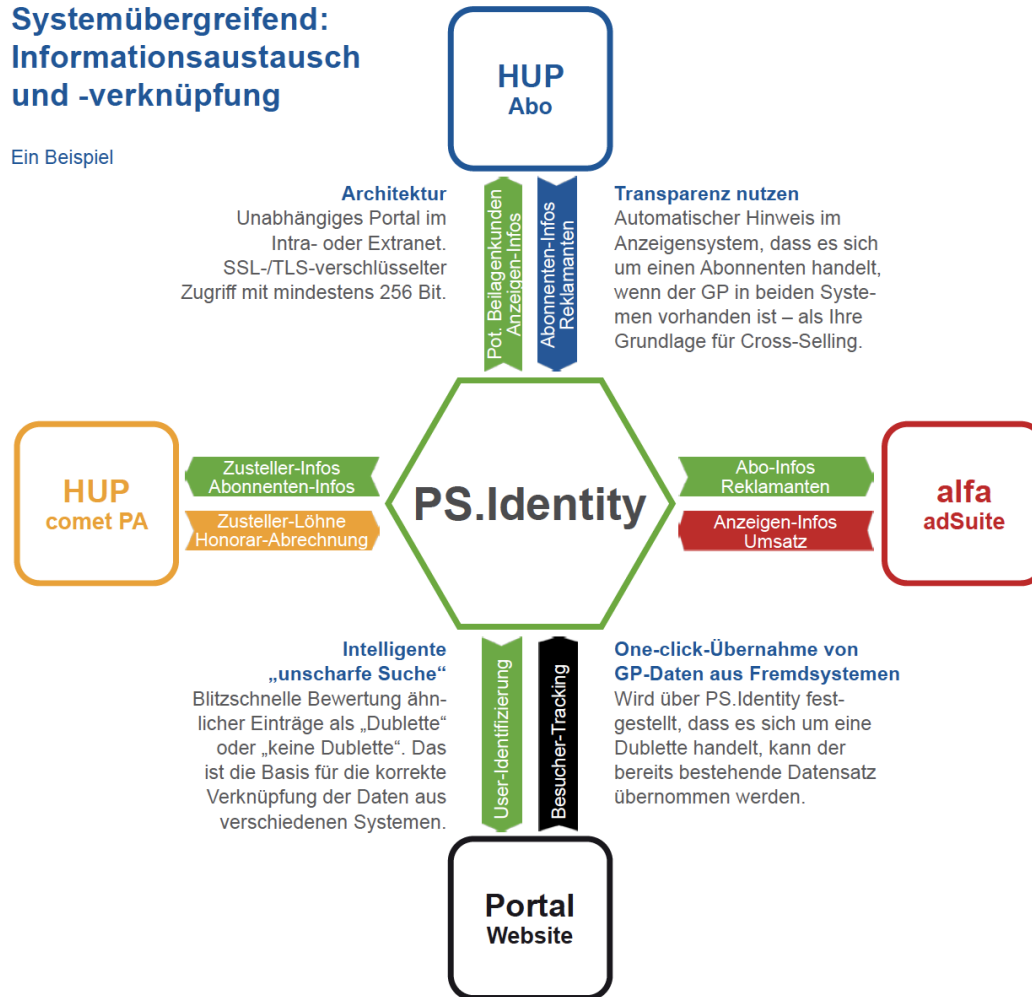 Systemübergreifend:
Informationsaustausch
und -verknüpfung
Ein Beispiel
HUP
Abo
Architektur
Unabhängiges Portal im
Intra- oder Extranet.
SSL-/TLS-verschlüsselter
Zugriff mit mindestens 256 Bit.
Pot. Beilagenkunden
Anzeigen-Infos
Abonnenten-Infos
Reklamanten
Transparenz nutzen
Automatischer Hinweis im
Anzeigensystem, dass es sich
um einen Abonnenten handelt,
wenn der GP in beiden Syste-
men vorhanden ist – als Ihre
Grundlage für Cross-Selling.
HUP
comet PA
Zusteller-Infos
Abonnenten-Infos
Zusteller-Löhne
Honorar-Abrechnung
PS.Identity
Abo-Infos
Reklamanten
Anzeigen-Infos
Umsatz
alfa
adSuite
Intelligente
„unscharfe Suche“
Blitzschnelle Bewertung ähn-
licher Einträge als „Dublette“
oder „keine Dublette“. Das
ist die Basis für die korrekte
Verknüpfung der Daten aus
verschiedenen Systemen.
User-Identifizierung
Besucher-Tracking
One-click-Übernahme von
GP-Daten aus Fremdsystemen
Wird über PS.Identity fest-
gestellt, dass es sich um eine
Dublette handelt, kann der
bereits bestehende Datensatz
übernommen werden.
Portal
Website